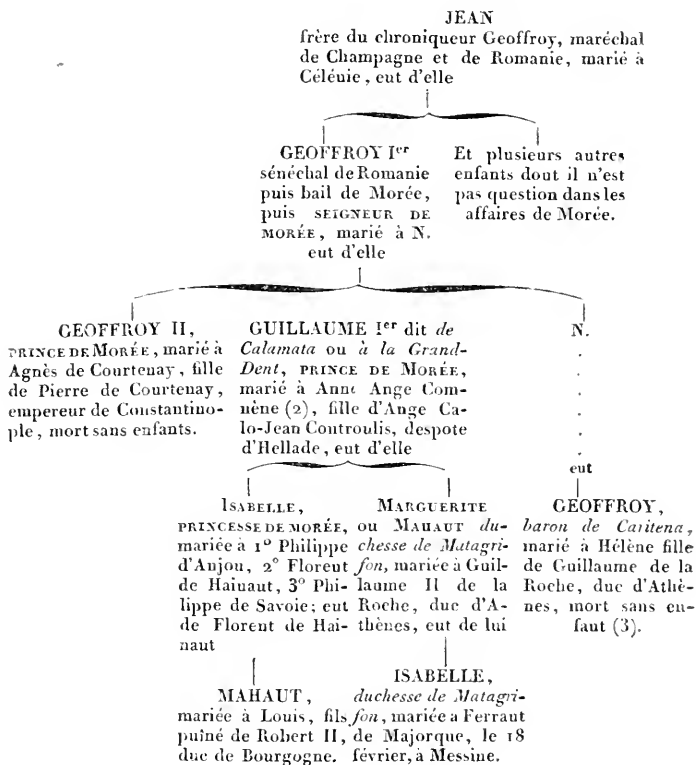 JEAN
frère du chroniqueur Geoffroy, maréchal
de Champagne et de Romanie, marié à
Célénie, eut d'elle
GEOFFROY Ier
sénéchal de Romanie
puis bail de Morée,
puis SEIGNEUR DE
MORÉE, marié à N.
eut d'elle
Et plusieurs autres
enfants dont il n'est
pas question dans les
affaires de Morée.
GEOFFROY II,
PRINCE DE MORÉE, marié à
Agnès de Courtenay, fille
de Pierre de Courtenay,
empereur de Constantino-
ple, mort sans enfants.
GUILLAUME Ier dit de
Calamata ou à la Grand-
Dent, PRINCE DE MORÉE,
marié à Anne Ange Com-
nène (2), fille d'Ange Ca-
lo-Jean Coutroulis, despote
d'Hellade, eut d'elle
N.
.
.
.
.
eut
ISABELLE,
PRINCESSE DE MORÉE,
mariée à 1º Philippe
d'Anjou, 2º Florent
de Hainaut, 3º Phi-
lippe de Savoie; eut
de Florent de Hai-
naut
MARGUERITE
ou MAHAUT du-
chesse de Matagri-
fon, mariée à Guil-
laume II de la
Roche, duc d'A-
thènes, eut de lui
GEOFFROY,
baron de Caritena,
marié à Hélène fille
de Guillaume de la
Roche, duc d'Athè-
nes, mort sans en-
fant (3).
MAHAUT,
mariée à Louis, fils
puîné de Robert II,
duc de Bourgogne.
ISABELLE,
duchesse de Matagri-
fon, mariée a Ferrant
de Majorque, le 18
février, à Messine.